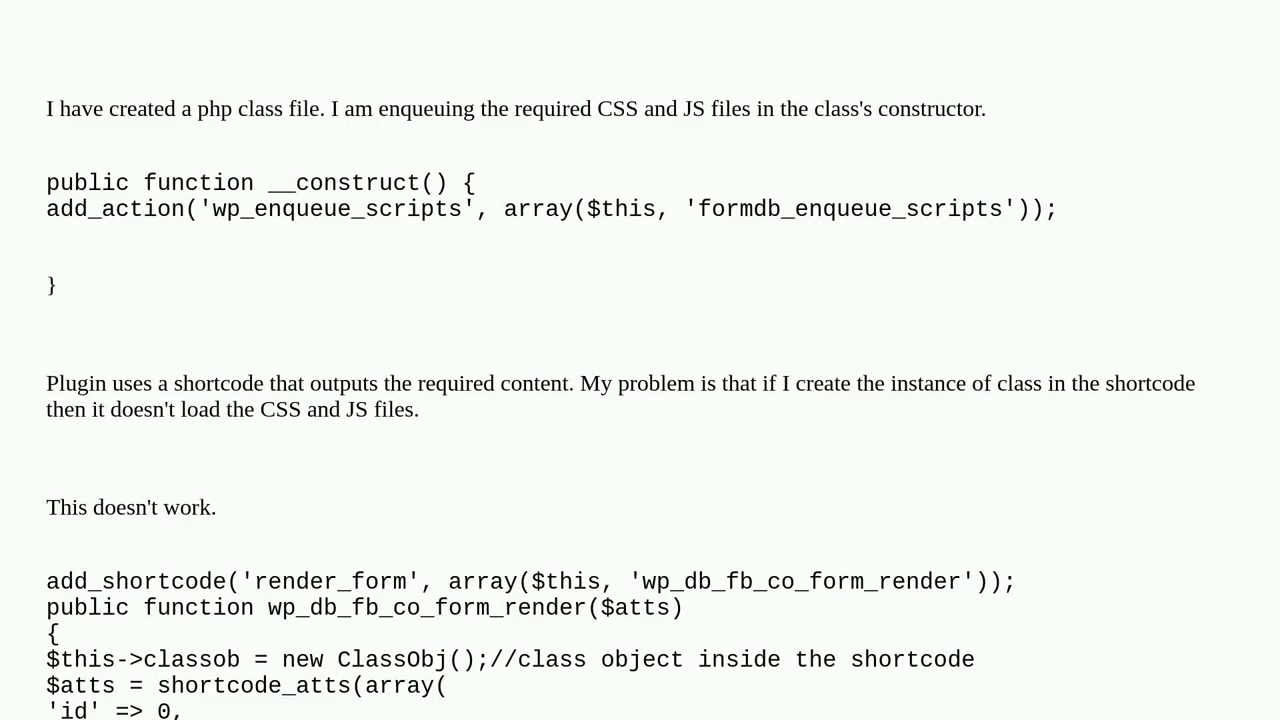 I have created a php class file. I am enqueuing the required CSS and JS files in the class's constructor.
public function __construct() {
add_action('wp_enqueue_scripts', array($this, 'formdb_enqueue_scripts'));
}
Plugin uses a shortcode that outputs the required content. My problem is that if I create the instance of class in the shortcode
then it doesn't load the CSS and JS files.
This doesn't work.
add_shortcode('render_form', array($this, 'wp_db_fb_co_form_render'));
public function wp_db_fb_co_form_render($atts)
{
$this->classob = new ClassObj();//class object inside the shortcode
$atts = shortcode_atts(array(
'id' => 0,